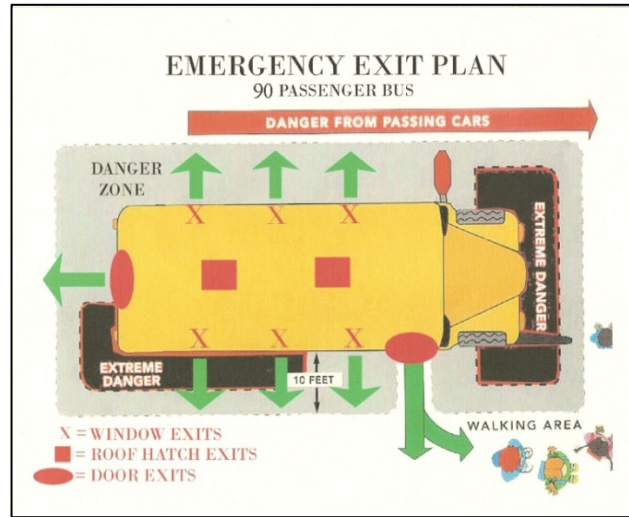 EMERGENCY EXIT PLAN
90 PASSENGER BUS
DANGER FROM PASSING CARS
DANGER
ZONE
X X X
EXTREME DANGER
X X X
EXTREME
DANGER
10 FEET
WALKING AREA
X = WINDOW EXITS
= ROOF HATCH EXITS
= DOOR EXITS